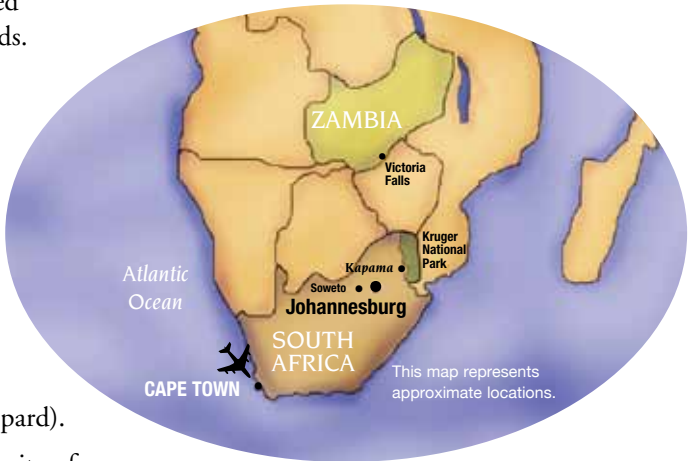 ds.
ZAMBIA
Victoria
Falls
Kruger
National
Park
Kapama
Soweto
Johannesburg
Atlantic
Ocean
SOUTH
AFRICA
CAPE TOWN
This map represents
approximate locations.
pard).